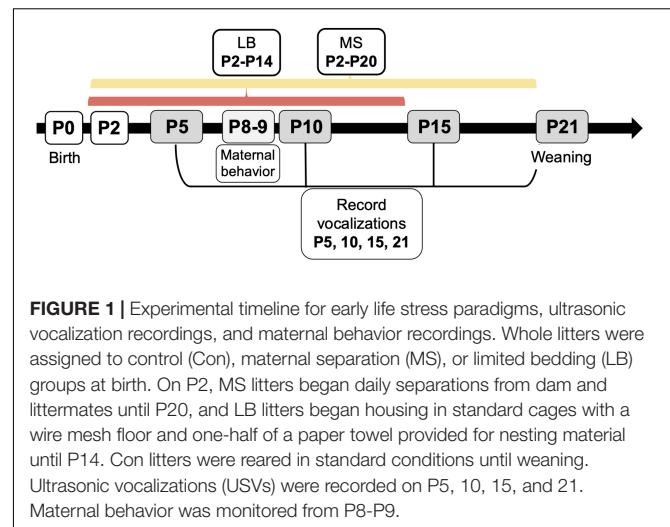 LB
P2-P14
MS
P2-P20
P0
P2
P5
P8-9
P10
P15
P21
Birth
Maternal
behavior
Weaning
Record
vocalizations
P5, 10, 15, 21
FIGURE 1 | Experimental timeline for early life stress paradigms, ultrasonic
vocalization recordings, and maternal behavior recordings. Whole litters were
assigned to control (Con), maternal separation (MS), or limited bedding (LB)
groups at birth. On P2, MS litters began daily separations from dam and
littermates until P20, and LB litters began housing in standard cages with a
wire mesh floor and one-half of a paper towel provided for nesting material
until P14. Con litters were reared in standard conditions until weaning.
Ultrasonic vocalizations (USVs) were recorded on P5, 10, 15, and 21.
Maternal behavior was monitored from P8-P9.